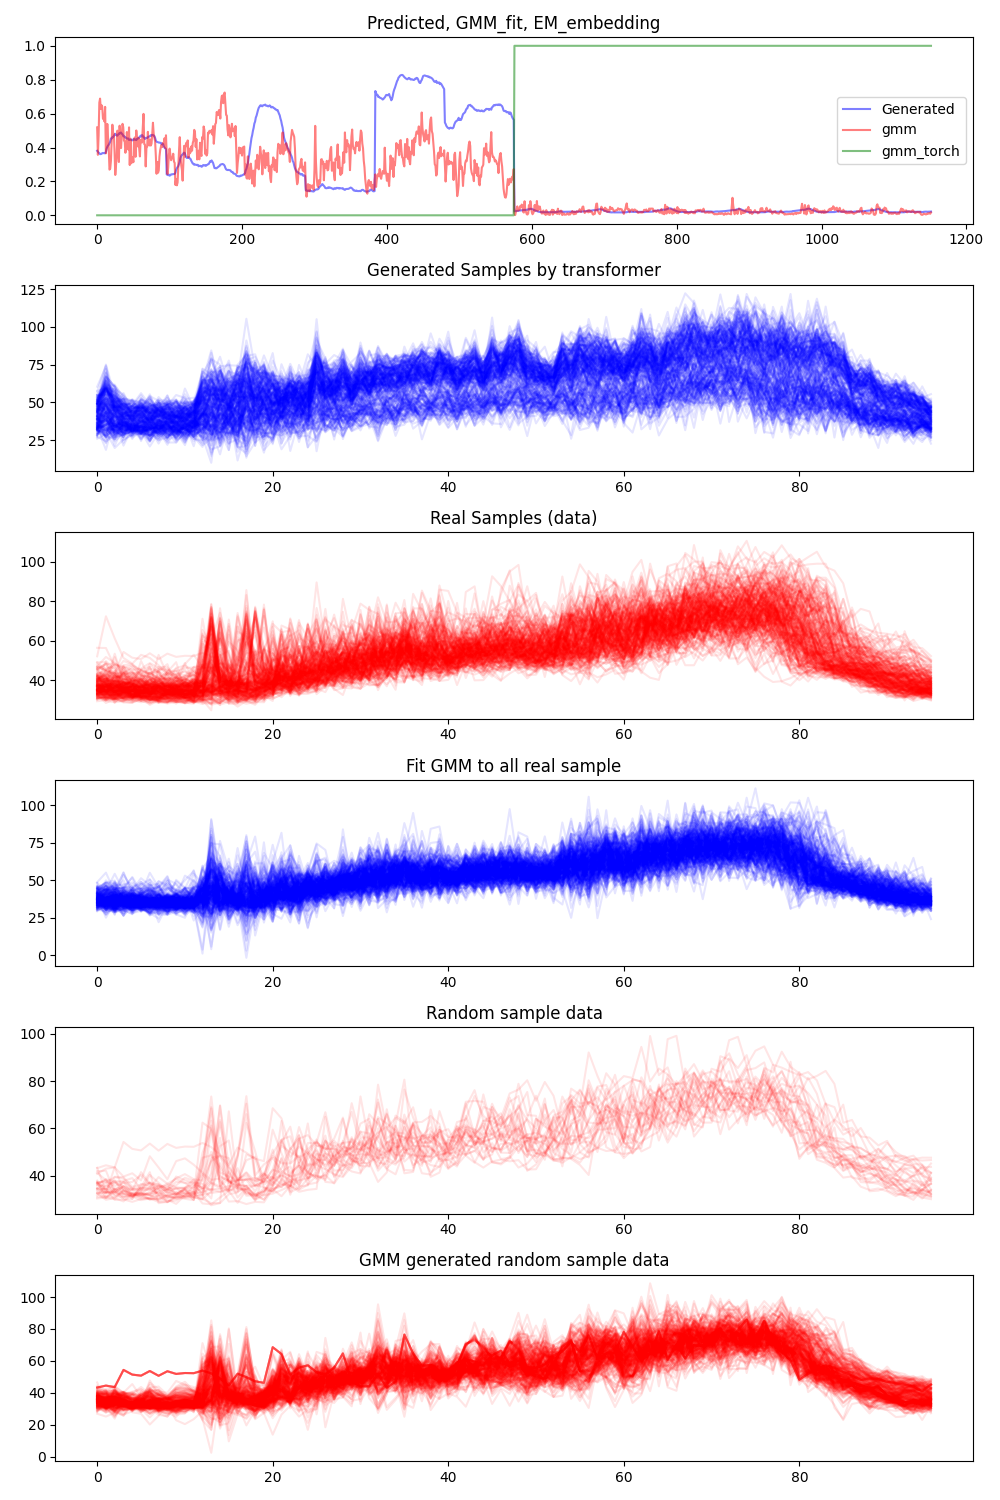 Predicted, GMM_fit, EM_embedding
1.0
0.8
0.6
0.4
0.2
0.0
Generated
gmm
gmm_torch
0 200 400 600 800 1000 1200
Generated Samples by transformer
125
100
75
50
25
0 20 40 60 80
Real Samples (data)
100
80
60
40
0 20 40 60 80
Fit GMM to all real sample
100
75
50
25
0
0 20 40 60 80
Random sample data
100
80
60
40
0 20 40 60 80
GMM generated random sample data
100
80
60
40
20
0
0 20 40 60 80